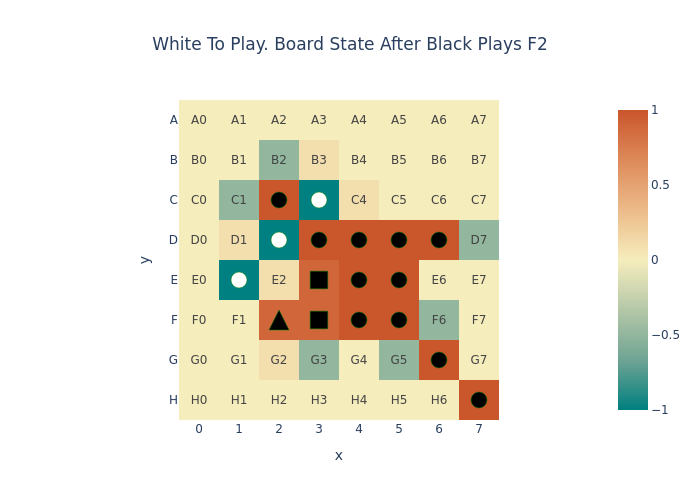 White To Play. Board State After Black Plays F2
A A0 A1 A2 A3 A4 A5 A6 A7
B B0 B1 B2 B3 B4 B5 B6 B7
C C0 C1 C4 C5 C6 C7
D D0 D1 D7
E E0 E2 E6 E7
F F0 F1 F6 F7
G G0 G1 G2 G3 G4 G5 G7
H H0 H1 H2 H3 H4 H5 H6
0 1 2 3 4 5 6 7
x
y
1
0.5
0
−0.5
−1